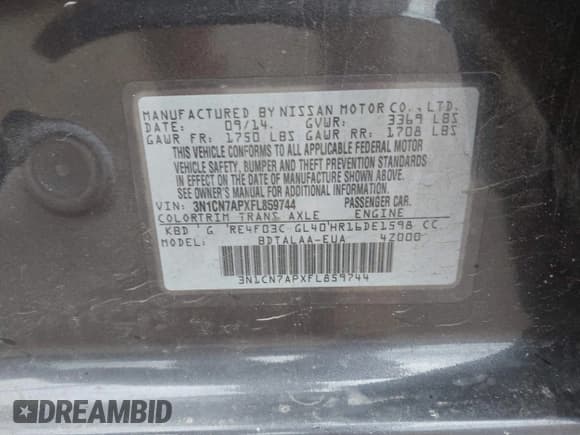 MANUFACTURED BY NISSAN MOTOR CO., LTD.
DATE: 09/14. GVWR: 3369 LBS
GAWR FR: 1750 LBS GAWR RR: 1708 LBS
THIS VEHICLE CONFORMS TO ALL APPLICABLE FEDERAL MOTOR
VEHICLE SAFETY, BUMPER AND THEFT PREVENTION STANDARDS
IN EFFECT ON THE DATE OF MANUFACTURE SHOWN ABOVE.
SEE OWNER'S MANUAL FOR ADDITIONAL INFORMATION.
VIN: 3N1CN7APXFL859744 PASSENGER CAR.
COLOR TRIM TRANS AXLE ENGINE
KBD ' G 'RE4F03C GL40'HR16DE1598 CC
MODEL: BDTALAA-EUA 4Z000
3N1CN7APXFL859744
DREAMBID